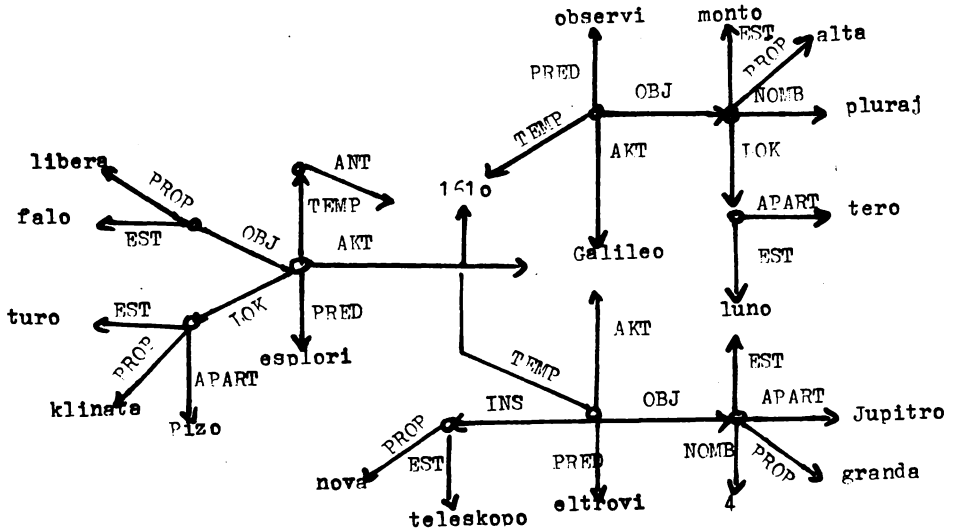 observi
monto
EST
alta
PROP
PRED
OBJ
NOMB
pluraj
TEMP
AKT
LOK
libera
ANT
161o
PROP
TEMP
APART
tero
falo
EST
OBJ
AKT
Galileo
EST
turo
EST
LOK
PRED
luno
PROP
esplori
AKT
EST
APART
TEMP
klinata
Pizo
INS
OBJ
APART
Jupitro
PROP
EST
PRED
NOMB
PROP
nova
granda
teleskopo
eltrovi
4